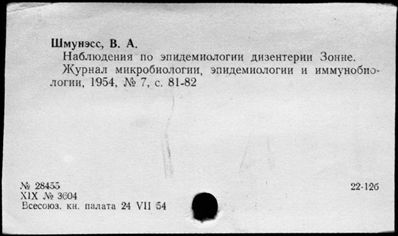 Шмунэсс, В. А.
Наблюдения по эпидемиологии дизентерии Зонне.
Журнал микробиологии, эпидемиологии и иммунобио-
логии, 1954, № 7, с. 81-82
№ 28455 22-126
XIX № 3604
Всесоюз. кн. палата 24 VII 54